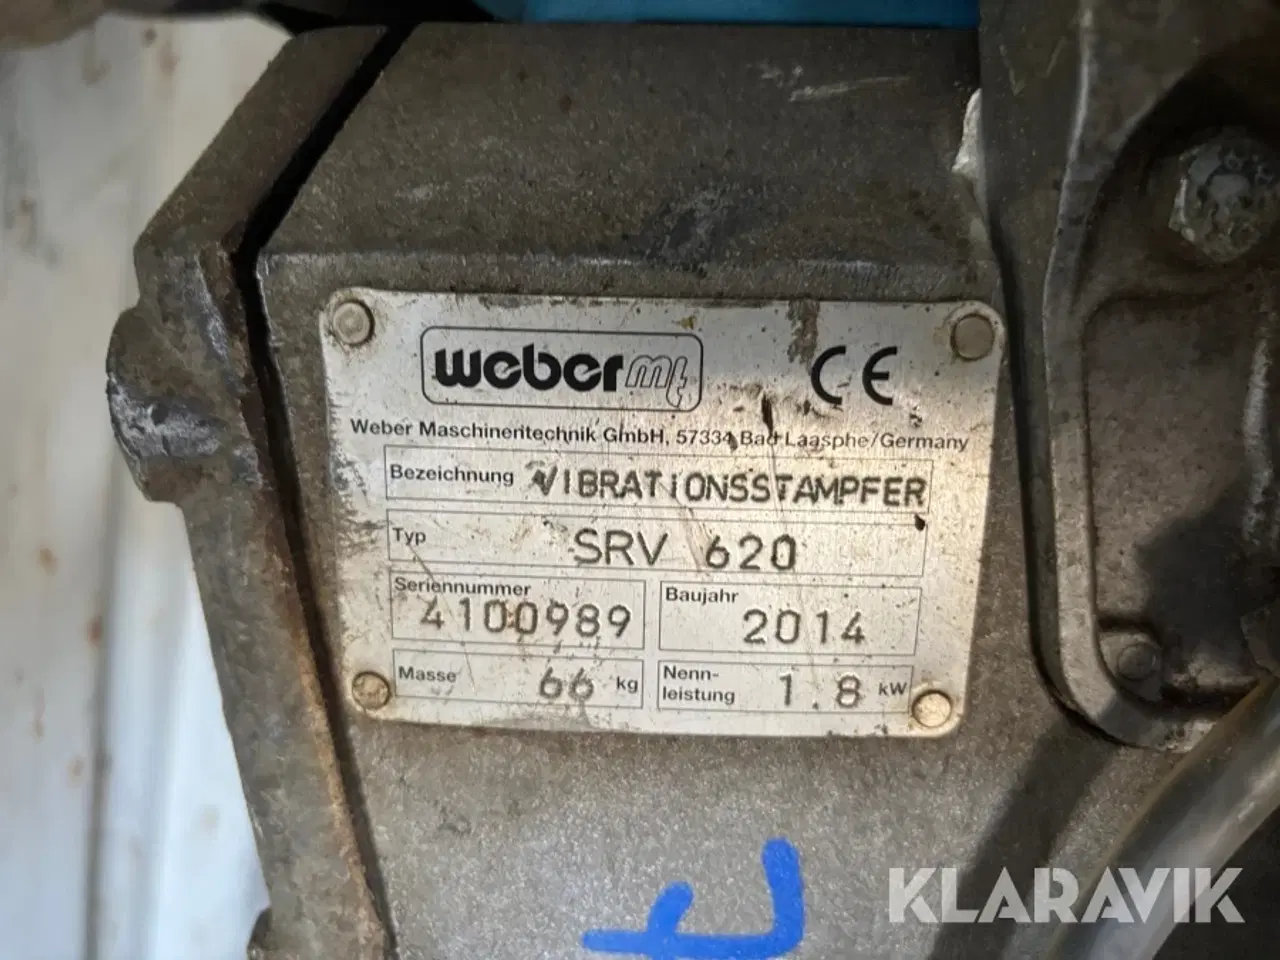 weber mt
CE
Weber Maschinentechnik GmbH, 57334 Bad Laasphe/Germany
Bezeichnung VIBRATIONSSTAMPFER
Typ SRV 620
Seriennummer Baujahr
4100989 2014
Masse 66 kg Nenn-
leistung 1.8 kW
KLARAVIK